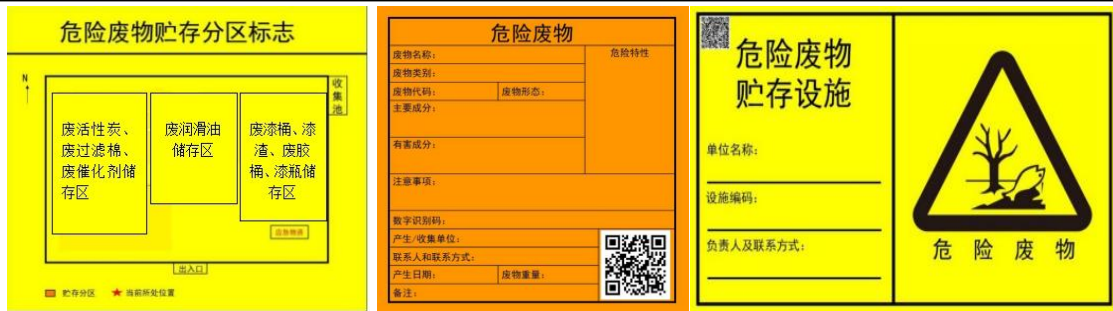 危险废物贮存分区标志
N
收集池
废活性炭、
废过滤棉、
废催化剂储
存区
废润滑油
储存区
废漆桶、漆
渣、废胶
桶、漆瓶储
存区
应急物资
出入口
贮存分区 当前所处位置
危险废物
废物名称：
危险特性
废物类别：
废物代码： 废物形态：
主要成分：
有害成分：
注意事项：
数字识别码：
产生/收集单位：
联系人和联系方式：
产生日期： 废物重量：
备注：
危险废物
贮存设施
单位名称：
设施编码：
负责人及联系方式：
危险废物